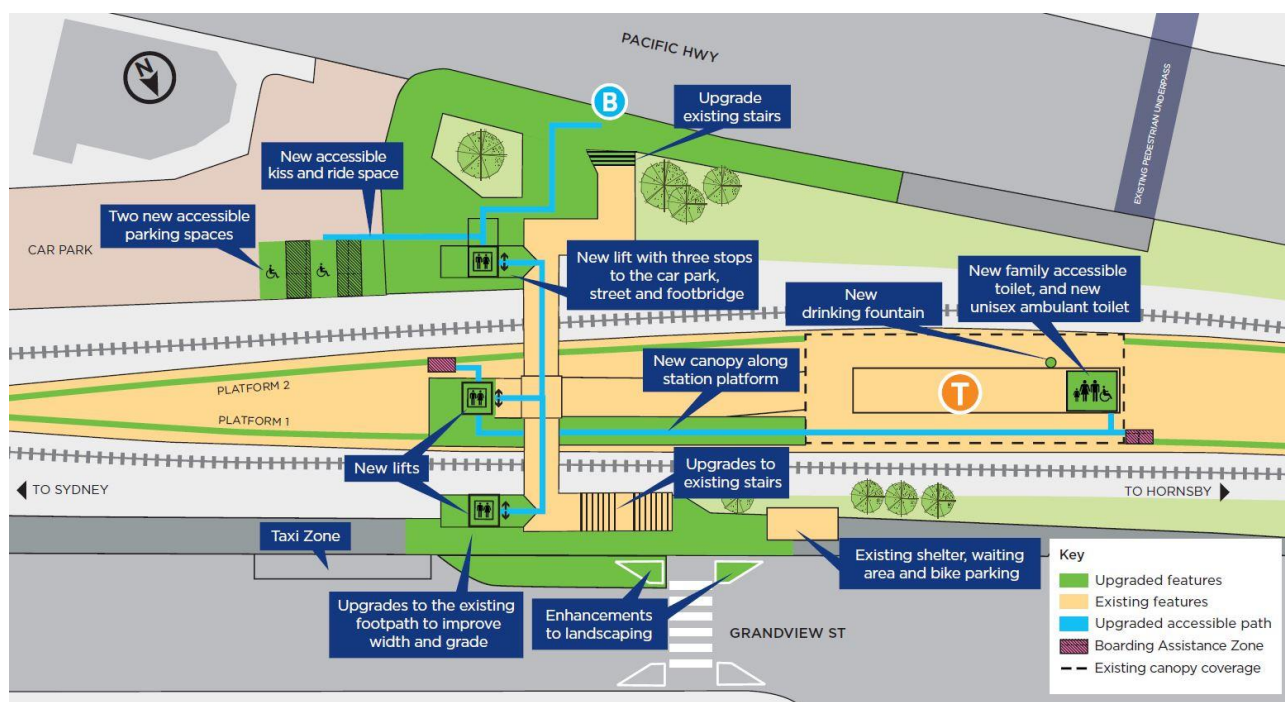 PACIFIC HWY
N
B
Upgrade
existing stairs
EXISTING PEDESTRIAN UNDERPASS
New accessible
kiss and ride space
Two new accessible
parking spaces
CAR PARK
New lift with three stops
to the car park,
street and footbridge
New family accessible
toilet, and new
unisex ambulant toilet
New
drinking fountain
New canopy along
station platform
PLATFORM 2
PLATFORM 1
T
New lifts
Upgrades to
existing stairs
TO SYDNEY
TO HORNSBY
Taxi Zone
Existing shelter, waiting
area and bike parking
Upgrades to the existing
footpath to improve
width and grade
Enhancements
to landscaping
GRANDVIEW ST
Key
Upgraded features
Existing features
Upgraded accessible path
Boarding Assistance Zone
Existing canopy coverage